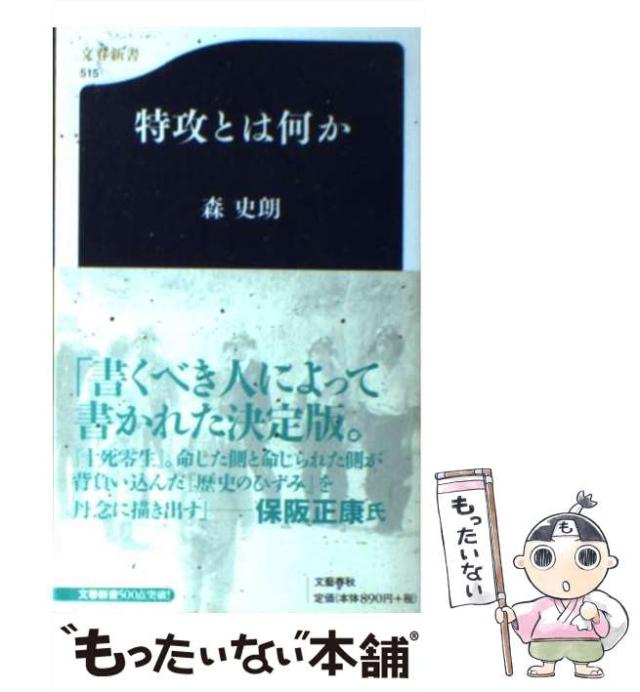 文春新書
515
特攻とは何か
森 史朗
「書くべき人によって
書かれた決定版。
「十死零生」。命じた側と命じられた側が
背負い込んだ「歴史のひずみ」を
丹念に描き出す」――保阪正康氏
文春新書500点突破!
文藝春秋
定価(本体890円+税)
"もったいない"本舗®
もったいない
も